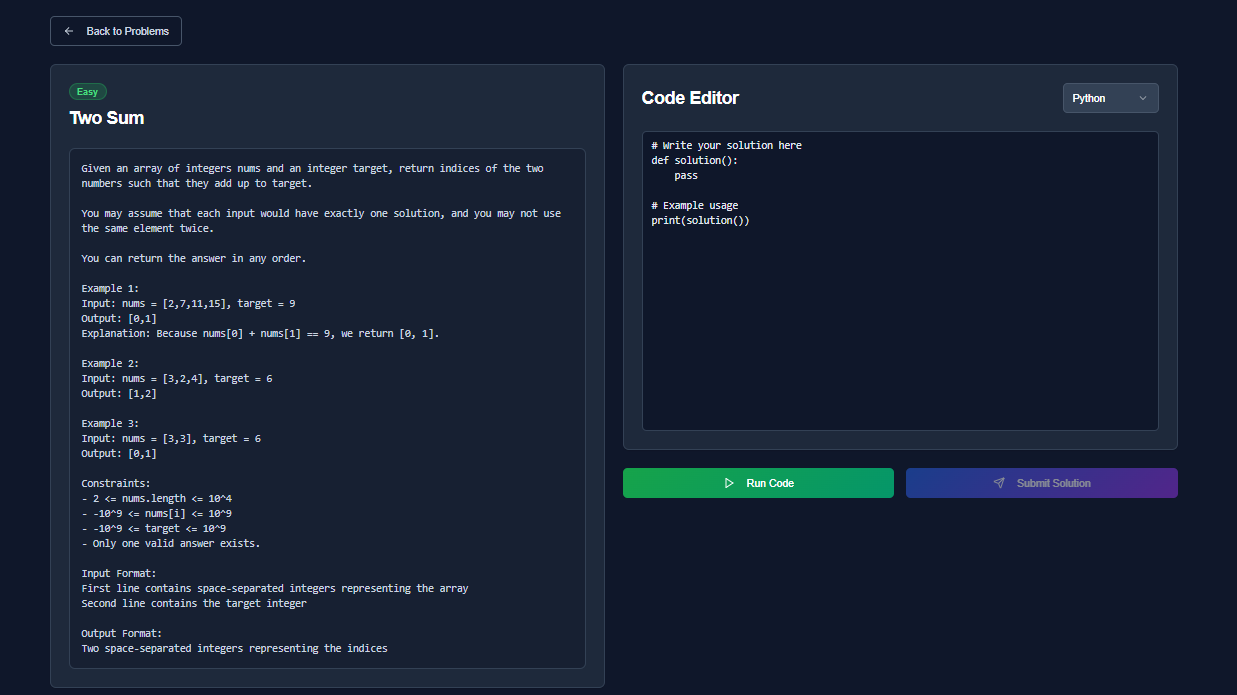 Back to Problems
Easy
Two Sum
Given an array of integers nums and an integer target, return indices of the two
numbers such that they add up to target.
You may assume that each input would have exactly one solution, and you may not use
the same element twice.
You can return the answer in any order.
Example 1:
Input: nums = [2,7,11,15], target = 9
Output: [0,1]
Explanation: Because nums[0] + nums[1] == 9, we return [0, 1].
Example 2:
Input: nums = [3,2,4], target = 6
Output: [1,2]
Example 3:
Input: nums = [3,3], target = 6
Output: [0,1]
Constraints:
- 2 <= nums.length <= 10^4
- -10^9 <= nums[i] <= 10^9
- -10^9 <= target <= 10^9
- Only one valid answer exists.
Input Format:
First line contains space-separated integers representing the array
Second line contains the target integer
Output Format:
Two space-separated integers representing the indices
Code Editor
Python
# Write your solution here
def solution():
    pass
# Example usage
print(solution())
Run Code
Submit Solution